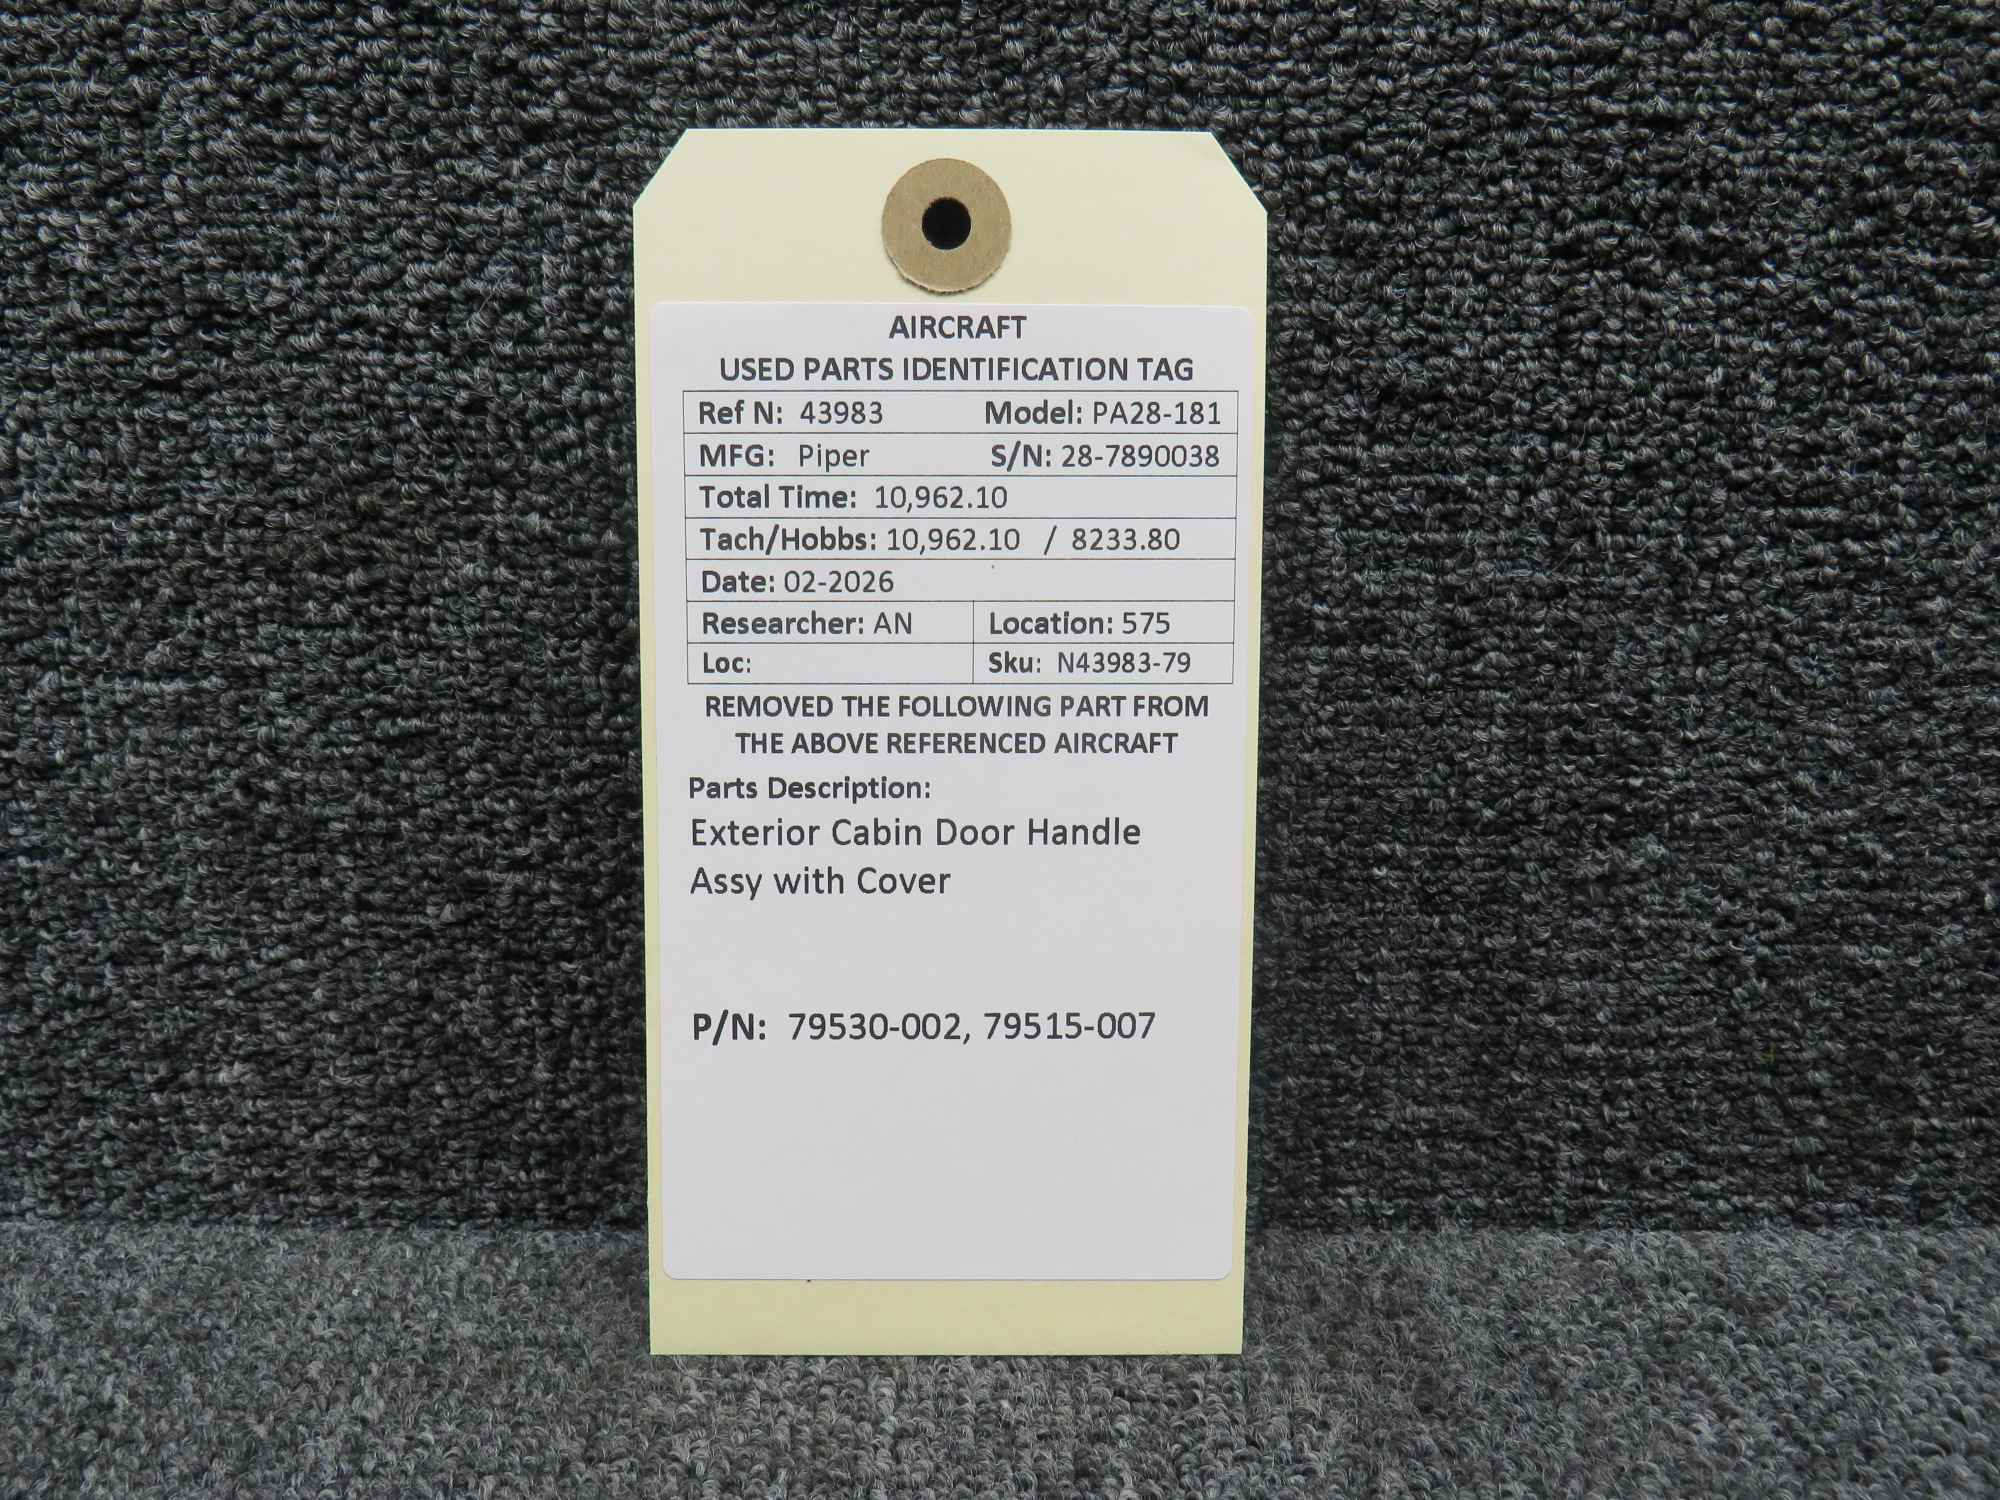 AIRCRAFT
USED PARTS IDENTIFICATION TAG
Ref N: 43983 Model: PA28-181
MFG: Piper S/N: 28-7890038
Total Time: 10,962.10
Tach/Hobbs: 10,962.10 / 8233.80
Date: 02-2026
Researcher: AN Location: 575
Loc: Sku: N43983-79
REMOVED THE FOLLOWING PART FROM
THE ABOVE REFERENCED AIRCRAFT
Parts Description:
Exterior Cabin Door Handle
Assy with Cover
P/N: 79530-002, 79515-007